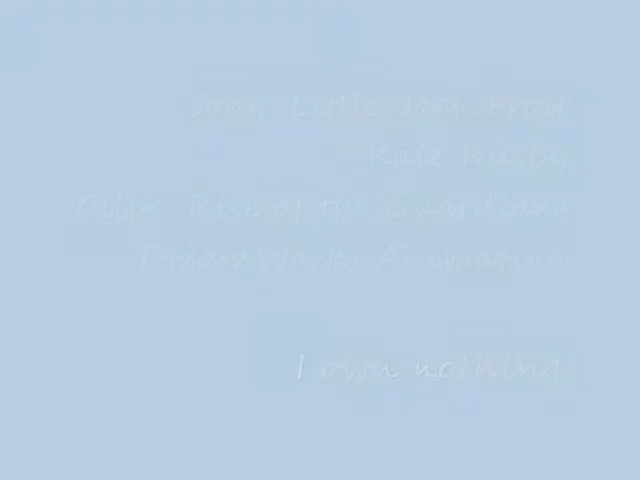 Song: Little Jack Frost
~Kate Rusby
Clips: Rise of the Guardians
~DreamWorks Animation
I own nothing.